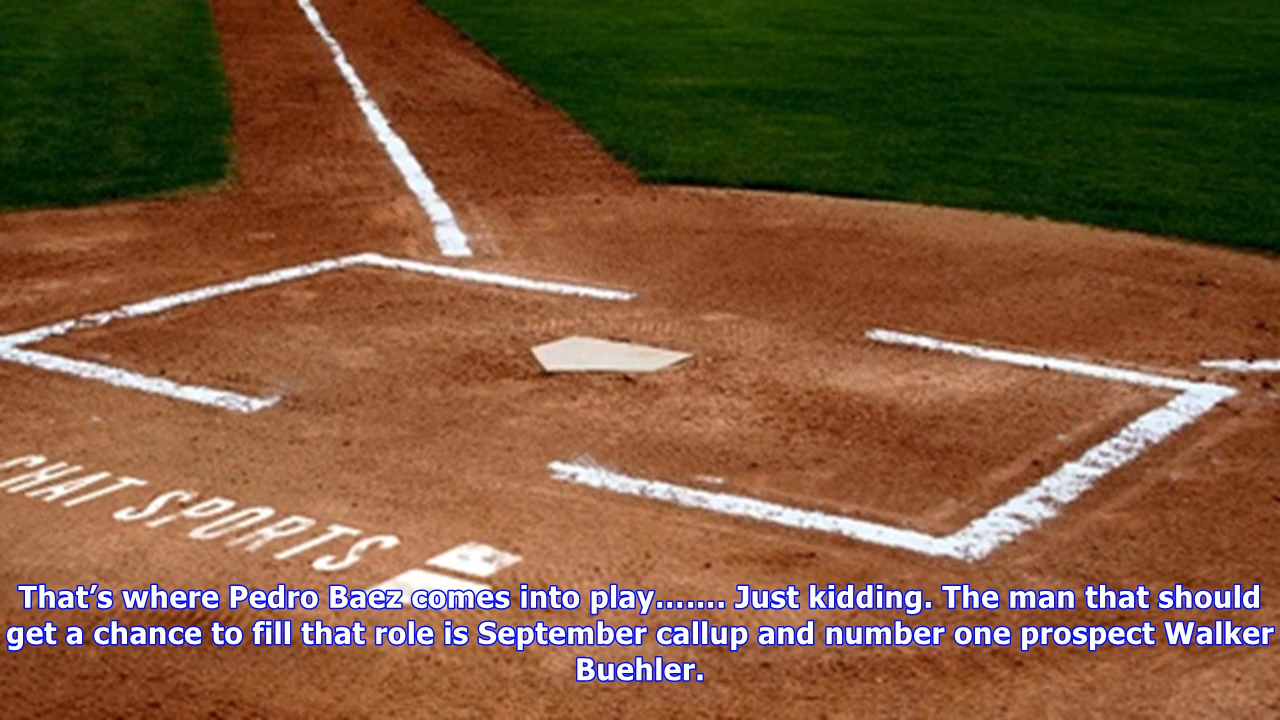 CHAT SPORTS
That’s where Pedro Baez comes into play……. Just kidding. The man that should
get a chance to fill that role is September callup and number one prospect Walker
Buehler.